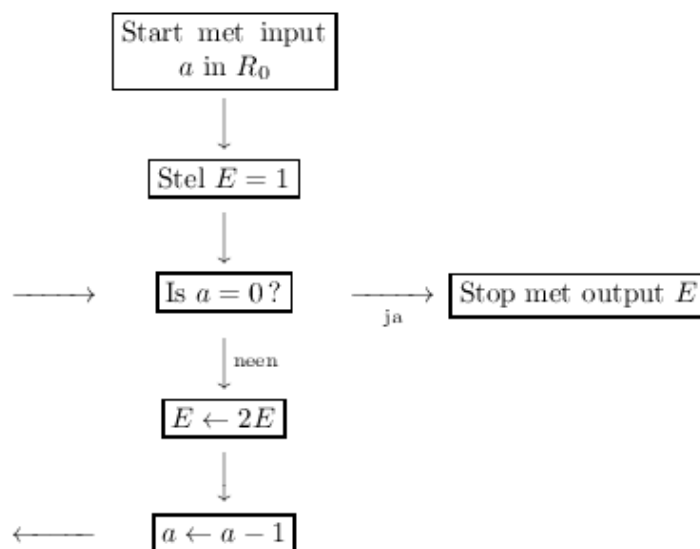 Start met input
a in R₀
Stel E = 1
Is a = 0 ?
ja
Stop met output E
neen
E ← 2E
a ← a − 1